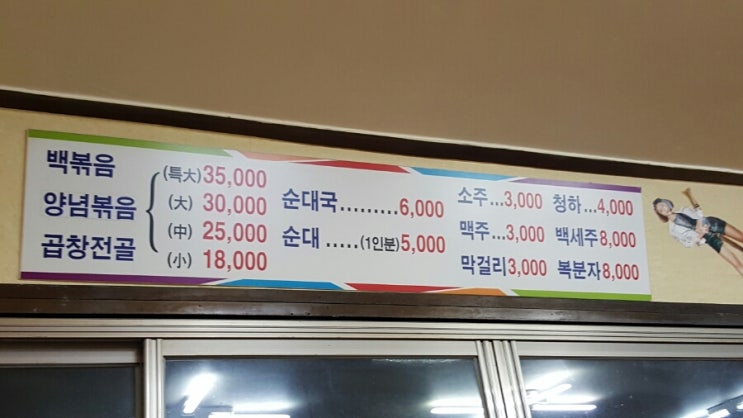 백볶음
양념볶음
곱창전골
(特大) 35,000
(大) 30,000
(中) 25,000
(小) 18,000
순대국.........6,000
순대 .....(1인분)5,000
소주...3,000
맥주...3,000
막걸리3,000
청하...4,000
백세주8,000
복분자8,000